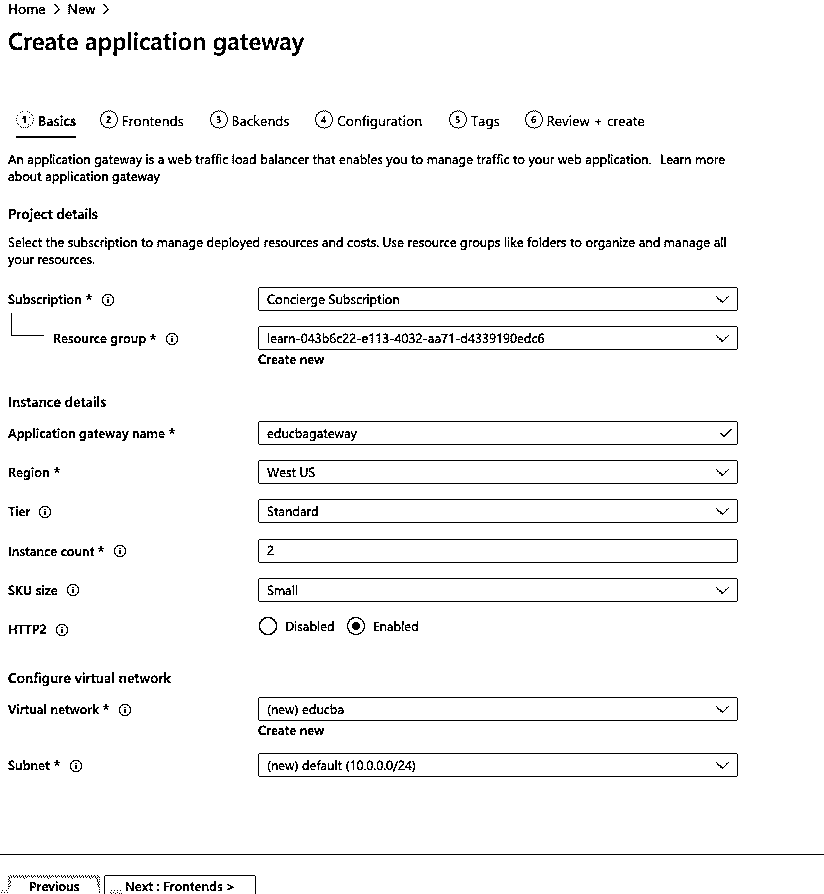 Home > New >
Create application gateway
1 Basics 2 Frontends 3 Backends 4 Configuration 5 Tags 6 Review + create
An application gateway is a web traffic load balancer that enables you to manage traffic to your web application. Learn more
about application gateway
Project details
Select the subscription to manage deployed resources and costs. Use resource groups like folders to organize and manage all
your resources.
Subscription * Concierge Subscription
Resource group * learn-043b6c22-e113-4032-aa71-d4339190edc6
Create new
Instance details
Application gateway name * educbagateway
Region * West US
Tier Standard
Instance count * 2
SKU size Small
HTTP2 Disabled Enabled
Configure virtual network
Virtual network * (new) educba
Create new
Subnet * (new) default (10.0.0.0/24)
Previous Next : Frontends >